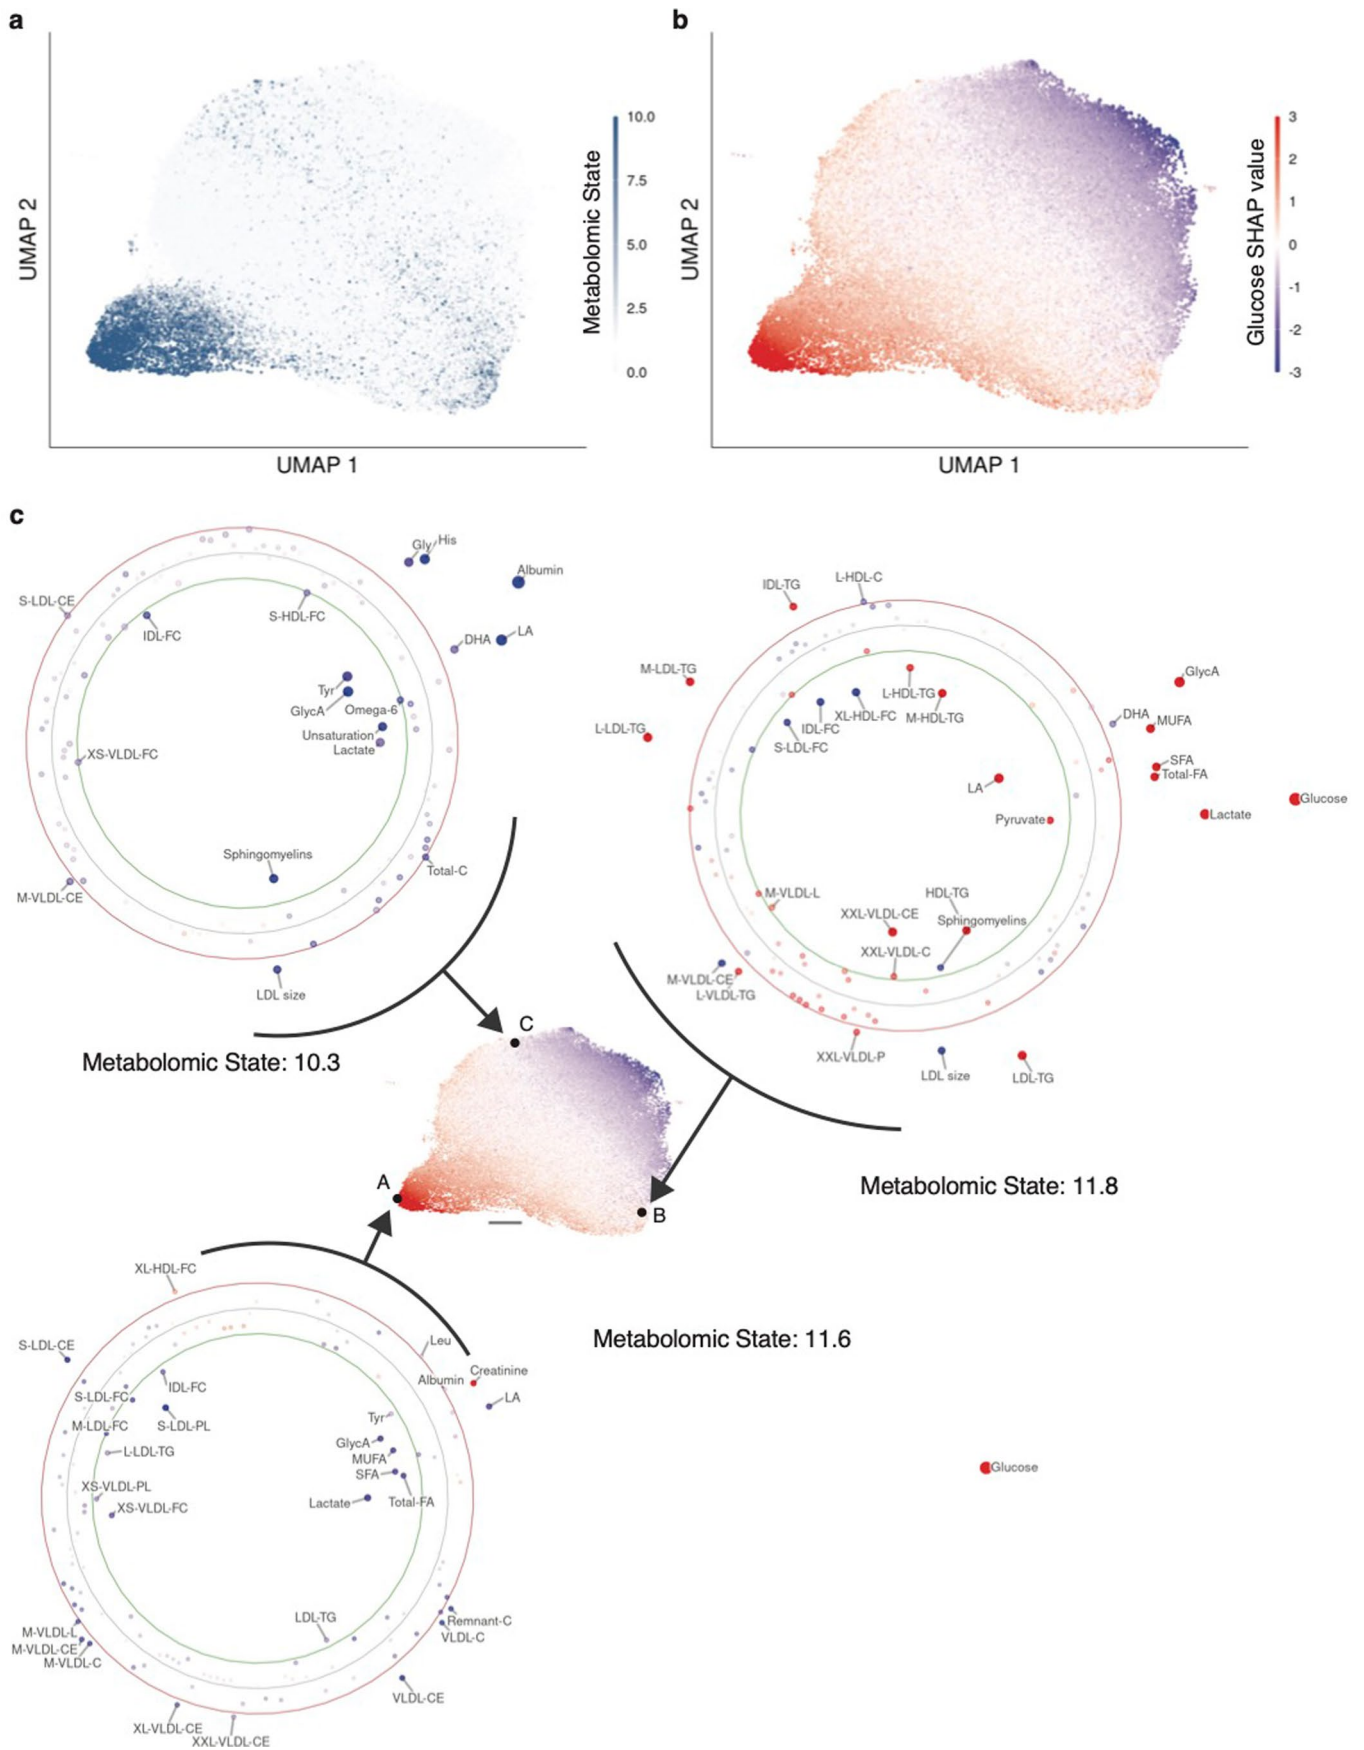 a
b
UMAP 2
UMAP 1
Metabolomic State
10.0
7.5
5.0
2.5
0.0
UMAP 2
UMAP 1
Glucose SHAP value
3
2
1
0
-1
-2
-3
c
Gly
His
Albumin
S-LDL-CE
IDL-FC
S-HDL-FC
DHA
LA
Tyr
GlycA
Omega-6
Unsaturation
Lactate
XS-VLDL-FC
Sphingomyelins
Total-C
M-VLDL-CE
LDL size
Metabolomic State: 10.3
IDL-TG
L-HDL-C
M-LDL-TG
GlycA
L-HDL-TG
XL-HDL-FC
M-HDL-TG
IDL-FC
S-LDL-FC
DHA
MUFA
L-LDL-TG
SFA
Total-FA
LA
Glucose
Pyruvate
Lactate
M-VLDL-L
HDL-TG
XXL-VLDL-CE
Sphingomyelins
XXL-VLDL-C
M-VLDL-CE
L-VLDL-TG
XXL-VLDL-P
LDL size
LDL-TG
Metabolomic State: 11.8
C
A
B
XL-HDL-FC
S-LDL-CE
Leu
Creatinine
Albumin
LA
IDL-FC
S-LDL-FC
S-LDL-PL
M-LDL-FC
Tyr
GlycA
L-LDL-TG
MUFA
SFA
XS-VLDL-PL
Total-FA
XS-VLDL-FC
Lactate
LDL-TG
Remnant-C
VLDL-C
M-VLDL-L
M-VLDL-CE
M-VLDL-C
VLDL-CE
XL-VLDL-CE
XXL-VLDL-CE
Metabolomic State: 11.6
Glucose